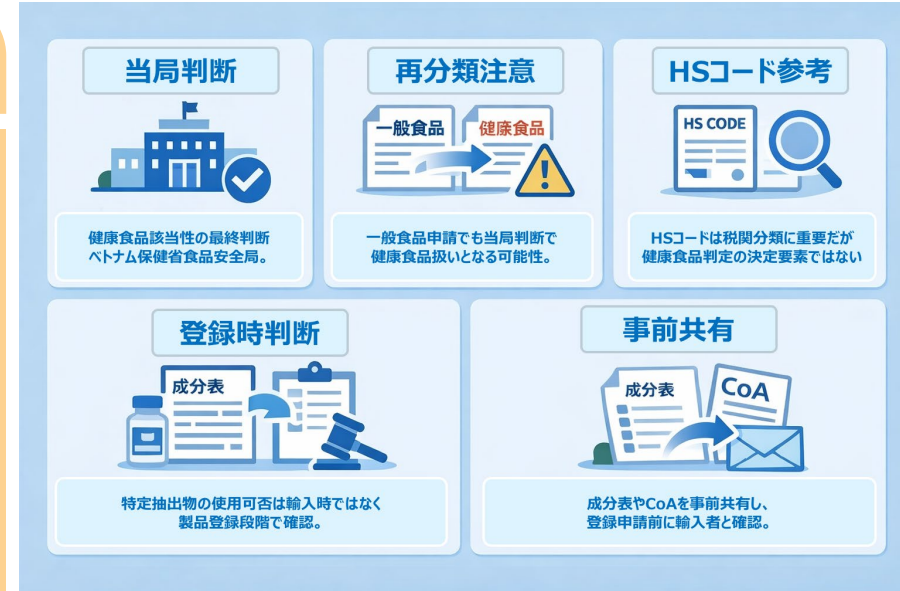 当局判断
健康食品該当性の最終判断
ベトナム保健省食品安全局。
再分類注意
一般食品
健康食品
一般食品申請でも当局判断で
健康食品扱いとなる可能性。
HSコード参考
HS CODE
HSコードは税関分類に重要だが
健康食品判定の決定要素ではない
登録時判断
成分表
特定抽出物の使用可否は輸入時ではなく
製品登録段階で確認。
事前共有
成分表
CoA
成分表やCoAを事前共有し、
登録申請前に輸入者と確認。